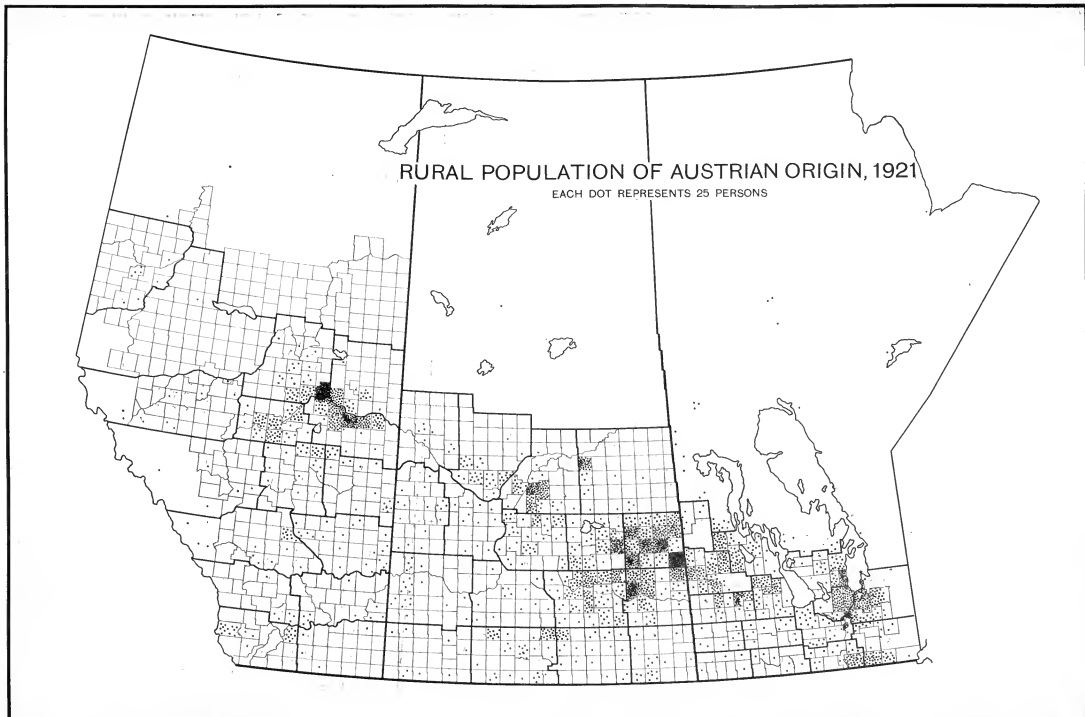 RURAL POPULATION OF AUSTRIAN ORIGIN, 1921
EACH DOT REPRESENTS 25 PERSONS